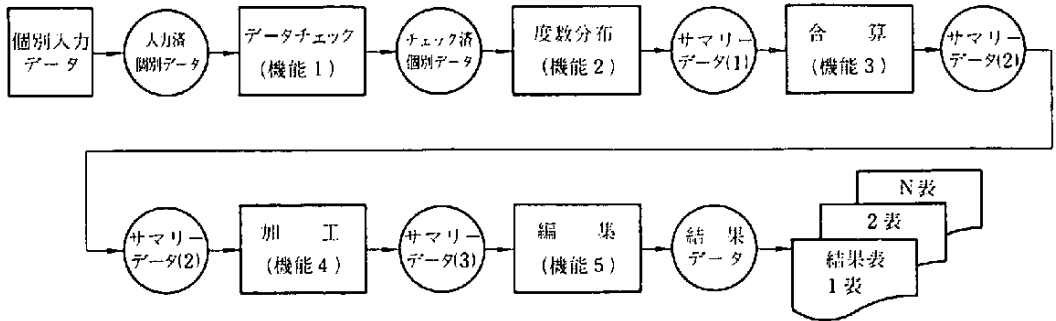 個別入力
データ
入力済
個別データ
データチェック
(機能1)
チェック済
個別データ
度数分布
(機能2)
サマリー
データ(1)
合算
(機能3)
サマリー
データ(2)
サマリー
データ(2)
加工
(機能4)
サマリー
データ(3)
編集
(機能5)
結果
データ
N表
2表
結果表
1表